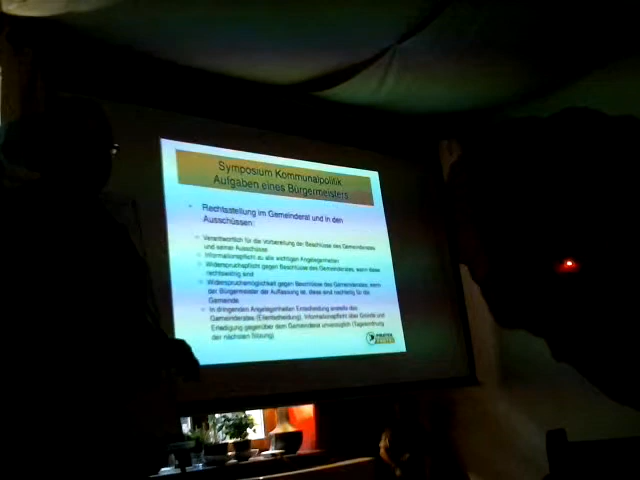 Symposium Kommunalpolitik
Aufgaben eines Bürgermeisters
Rechtsstellung im Gemeinderat und in den
Ausschüssen:
Verantwortlich für die Vorbereitung der Beschlüsse des Gemeinderates
und seiner Ausschüsse
Informationspflicht zu alle wichtigen Angelegenheiten
Widerspruchspflicht gegen Beschlüsse des Gemeinderates, wenn diese
rechtswidrig sind
Widerspruchsmöglichkeit gegen Beschlüsse des Gemeinderates, wenn
der Bürgermeister der Auffassung ist, diese sind nachteilig für die
Gemeinde
In dringenden Angelegenheiten Entscheidung anstelle des
Gemeinderates (Eilentscheidung), Informationspflicht über Gründe und
Erledigung gegenüber dem Gemeinderat unverzüglich (Tagesordnung
der nächsten Sitzung)
PIRATEN
PARTEI